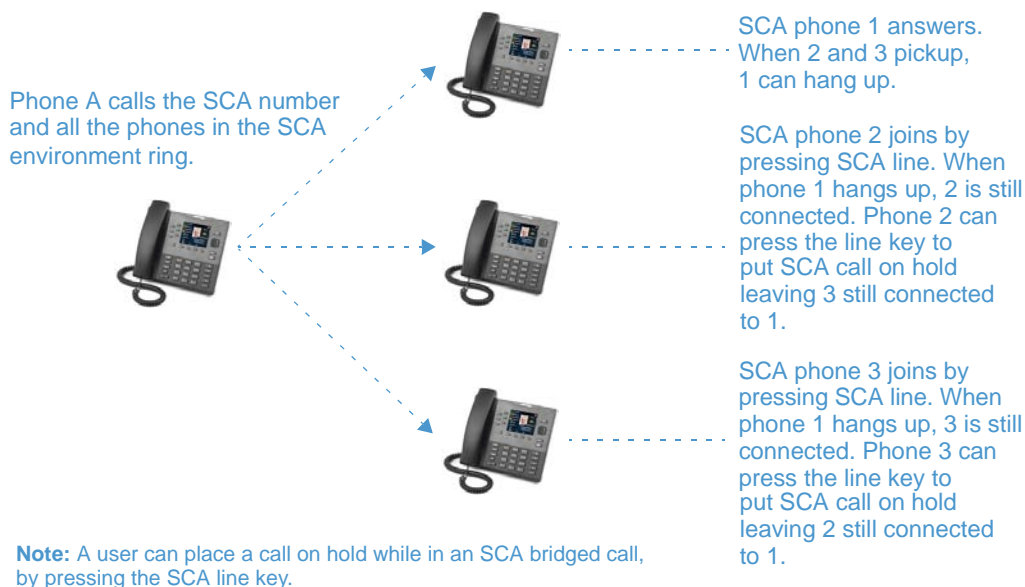 Phone A calls the SCA number
and all the phones in the SCA
environment ring.
SCA phone 1 answers.
When 2 and 3 pickup,
1 can hang up.
SCA phone 2 joins by
pressing SCA line. When
phone 1 hangs up, 2 is still
connected. Phone 2 can
press the line key to
put SCA call on hold
leaving 3 still connected
to 1.
SCA phone 3 joins by
pressing SCA line. When
phone 1 hangs up, 3 is still
connected. Phone 3 can
press the line key to
put SCA call on hold
leaving 2 still connected
to 1.
Note: A user can place a call on hold while in an SCA bridged call,
by pressing the SCA line key.